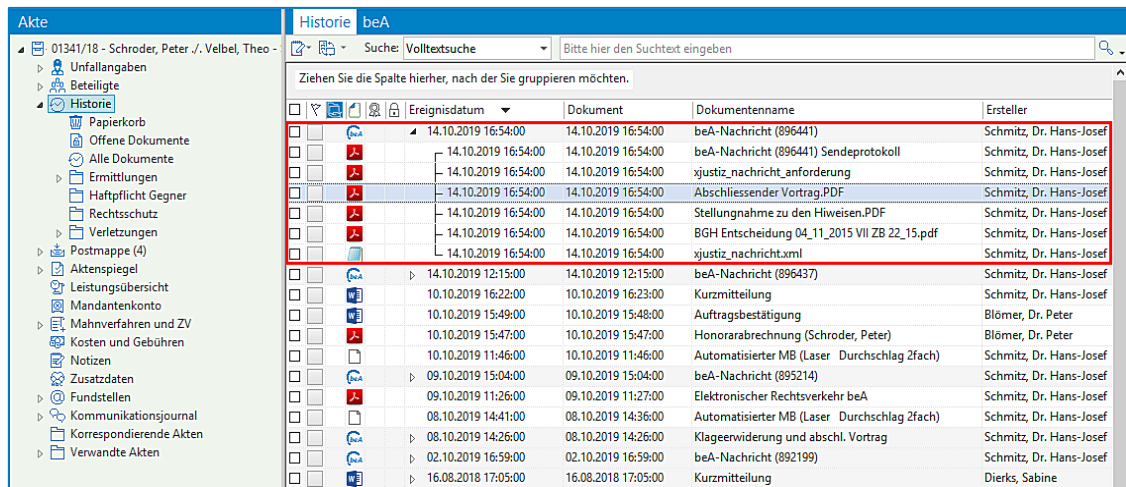 Akte
01341/18 - Schroder, Peter ./. Velbel, Theo -
Unfallangaben
Beteiligte
Historie
Papierkorb
Offene Dokumente
Alle Dokumente
Ermittlungen
Haftpflicht Gegner
Rechtsschutz
Verletzungen
Postmappe (4)
Aktenspiegel
Leistungsübersicht
Mandantenkonto
Mahnverfahren und ZV
Kosten und Gebühren
Notizen
Zusatzdaten
Fundstellen
Kommunikationsjournal
Korrespondierende Akten
Verwandte Akten
Historie beA
Suche: Volltextsuche Bitte hier den Suchtext eingeben
Ziehen Sie die Spalte hierher, nach der Sie gruppieren möchten.
Ereignisdatum Dokument Dokumentenname Ersteller
beA 14.10.2019 16:54:00 14.10.2019 16:54:00 beA-Nachricht (896441) Schmitz, Dr. Hans-Josef
14.10.2019 16:54:00 14.10.2019 16:54:00 beA-Nachricht (896441) Sendeprotokoll Schmitz, Dr. Hans-Josef
14.10.2019 16:54:00 14.10.2019 16:54:00 xjustiz_nachricht_anforderung Schmitz, Dr. Hans-Josef
14.10.2019 16:54:00 14.10.2019 16:54:00 Abschliessender Vortrag.PDF Schmitz, Dr. Hans-Josef
14.10.2019 16:54:00 14.10.2019 16:54:00 Stellungnahme zu den Hiweisen.PDF Schmitz, Dr. Hans-Josef
14.10.2019 16:54:00 14.10.2019 16:54:00 BGH Entscheidung 04_11_2015 VII ZB 22_15.pdf Schmitz, Dr. Hans-Josef
14.10.2019 16:54:00 14.10.2019 16:54:00 xjustiz_nachricht.xml Schmitz, Dr. Hans-Josef
beA 14.10.2019 12:15:00 14.10.2019 12:15:00 beA-Nachricht (896437) Schmitz, Dr. Hans-Josef
W 10.10.2019 16:22:00 10.10.2019 16:23:00 Kurzmitteilung Schmitz, Dr. Hans-Josef
W 10.10.2019 15:49:00 10.10.2019 15:48:00 Auftragsbestätigung Blömer, Dr. Peter
10.10.2019 15:47:00 10.10.2019 15:47:00 Honorarabrechnung (Schroder, Peter) Blömer, Dr. Peter
10.10.2019 11:46:00 10.10.2019 11:46:00 Automatisierter MB (Laser Durchschlag 2fach) Schmitz, Dr. Hans-Josef
beA 09.10.2019 15:04:00 09.10.2019 15:04:00 beA-Nachricht (895214) Schmitz, Dr. Hans-Josef
09.10.2019 11:26:00 09.10.2019 11:27:00 Elektronischer Rechtsverkehr beA Schmitz, Dr. Hans-Josef
08.10.2019 14:41:00 08.10.2019 14:36:00 Automatisierter MB (Laser Durchschlag 2fach) Schmitz, Dr. Hans-Josef
beA 08.10.2019 14:26:00 08.10.2019 14:26:00 Klageerwiderung und abschl. Vortrag Schmitz, Dr. Hans-Josef
beA 02.10.2019 16:59:00 02.10.2019 16:59:00 beA-Nachricht (892199) Schmitz, Dr. Hans-Josef
W 16.08.2018 17:05:00 16.08.2018 17:05:00 Kurzmitteilung Dierks, Sabine